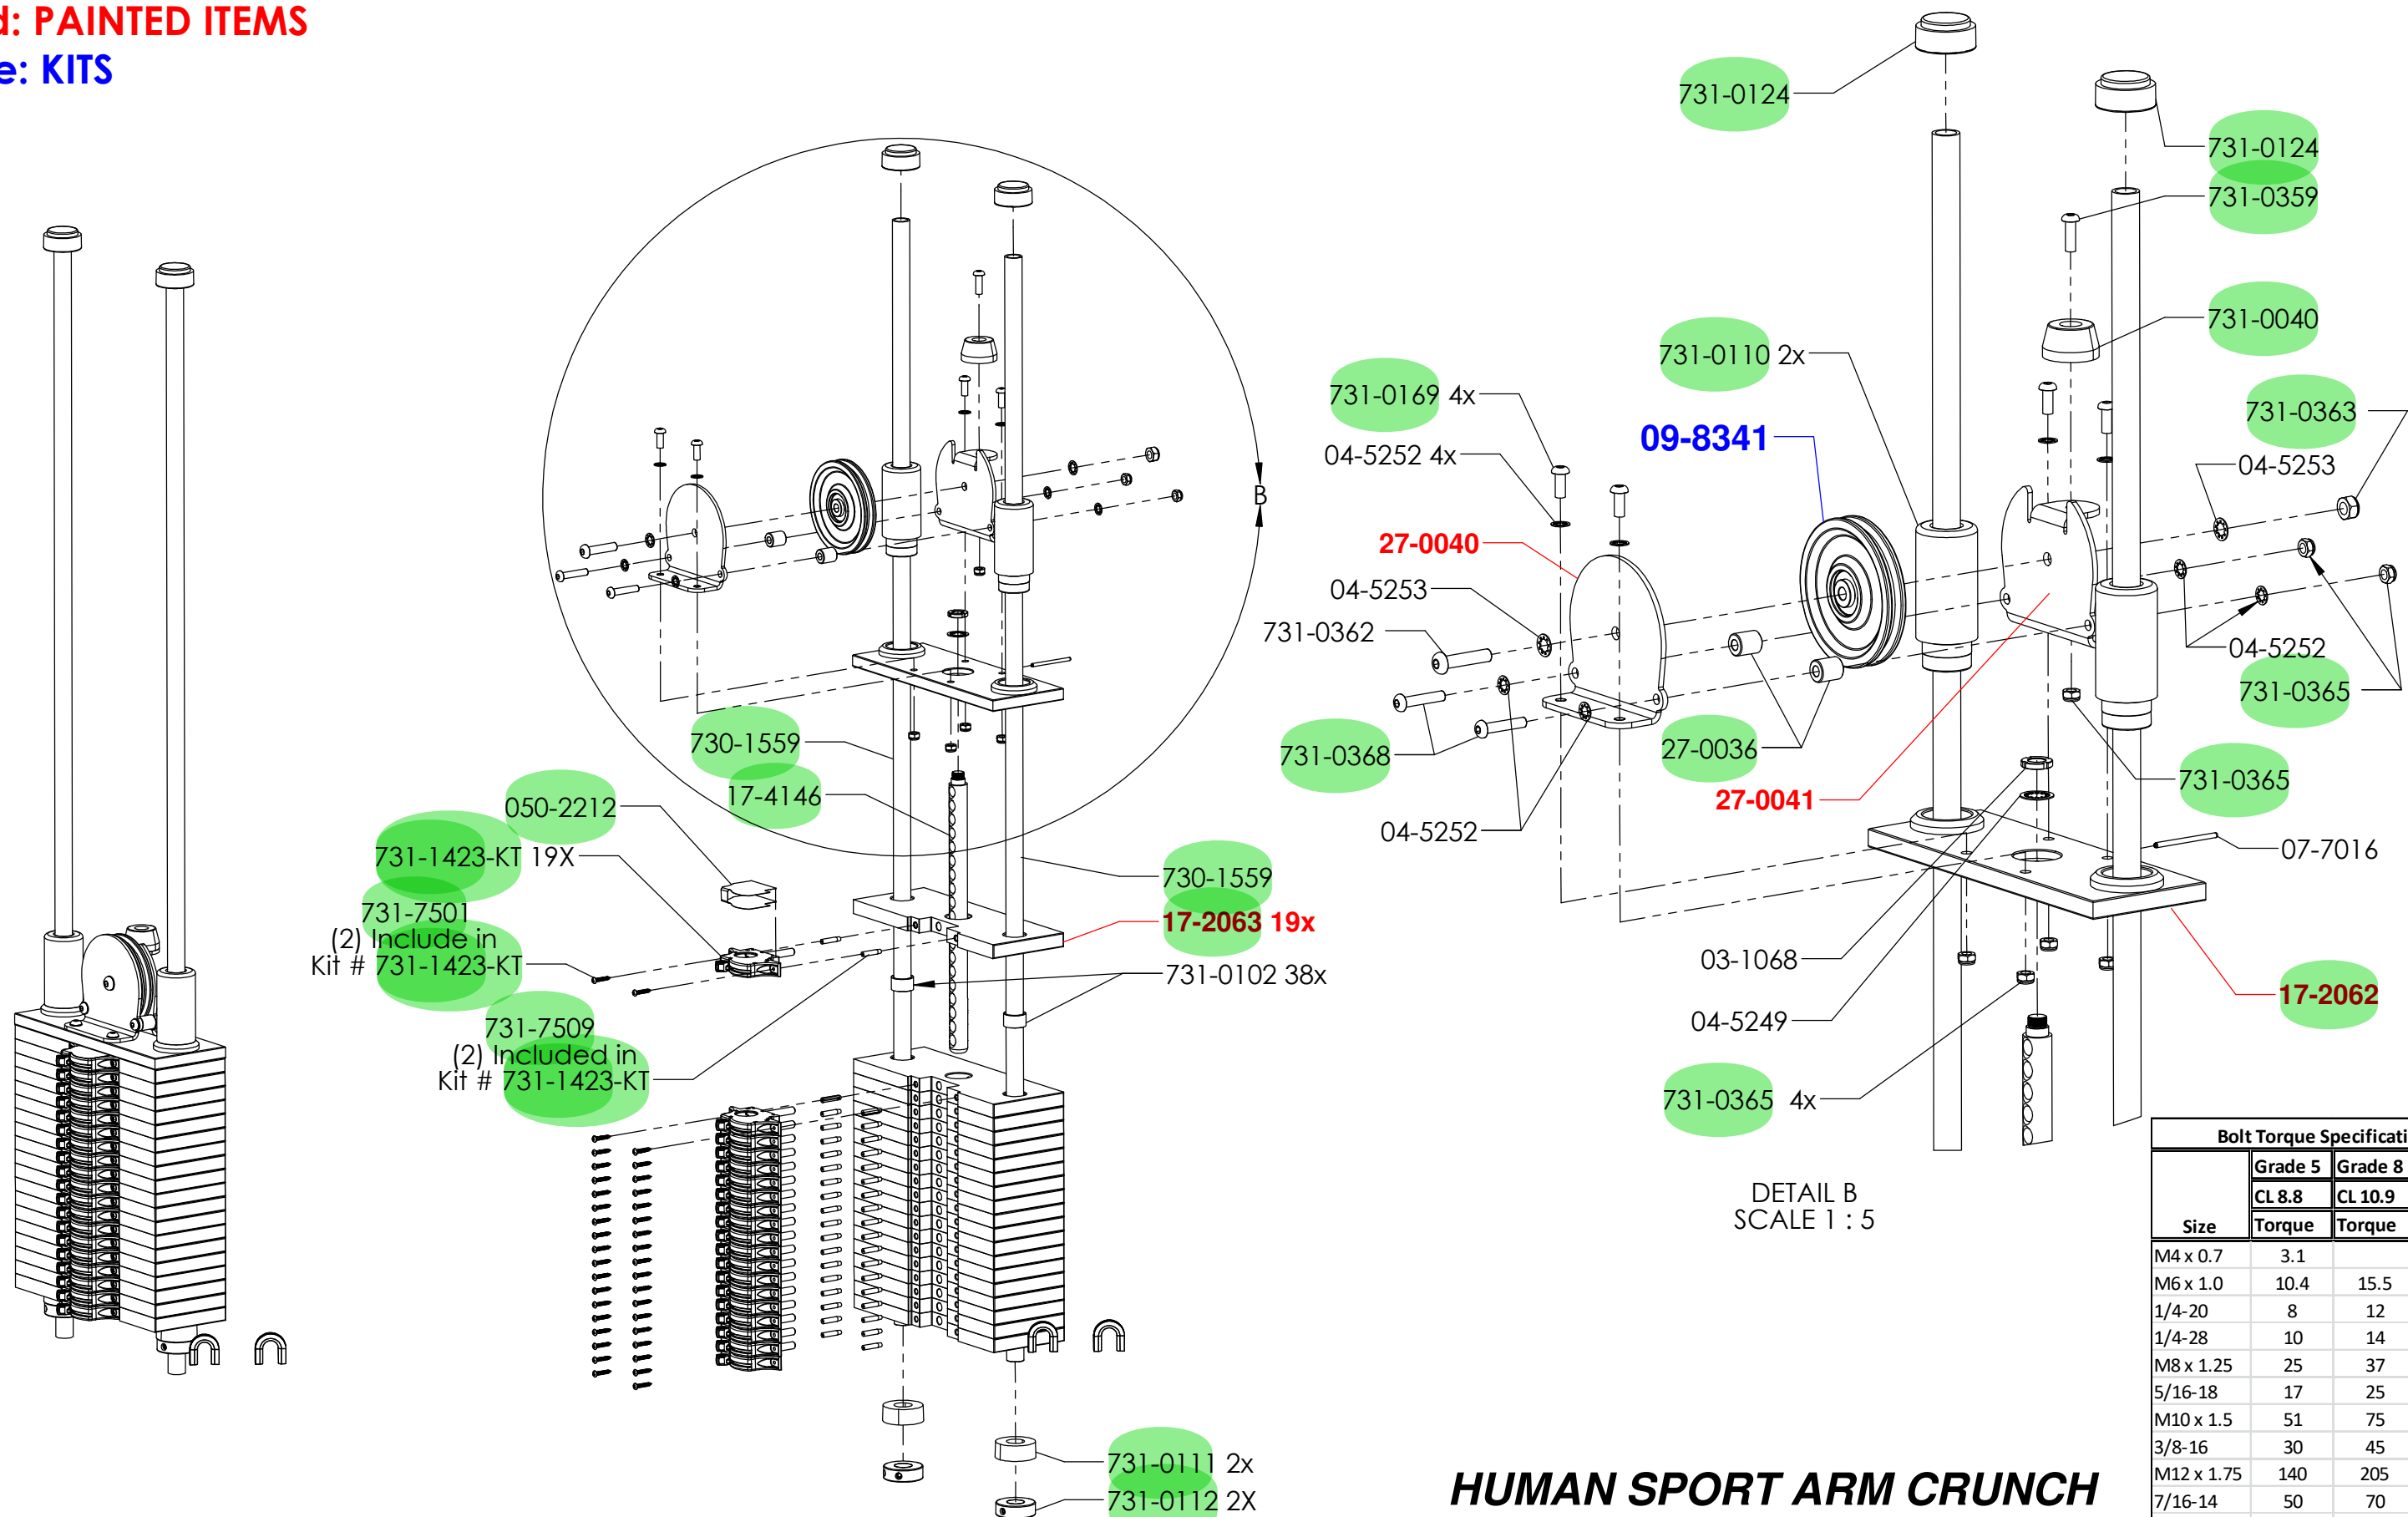 d: PAINTED ITEMS
e: KITS
B
730-1559
17-4146
050-2212
731-1423-KT 19X
731-7501
(2) Include in
Kit # 731-1423-KT
731-7509
(2) Included in
Kit # 731-1423-KT
730-1559
17-2063 19x
731-0102 38x
731-0111 2x
731-0112 2X
731-0124
731-0124
731-0359
731-0040
731-0110 2x
731-0169 4x
04-5252 4x
09-8341
731-0363
04-5253
27-0040
04-5253
731-0362
04-5252
731-0365
731-0368
27-0036
731-0365
27-0041
04-5252
07-7016
03-1068
17-2062
04-5249
731-0365 4x
DETAIL B
SCALE 1 : 5
HUMAN SPORT ARM CRUNCH
Bolt Torque Specificati
Grade 5 Grade 8
CL 8.8 CL 10.9
Size Torque Torque
M4 x 0.7 3.1
M6 x 1.0 10.4 15.5
1/4-20 8 12
1/4-28 10 14
M8 x 1.25 25 37
5/16-18 17 25
M10 x 1.5 51 75
3/8-16 30 45
M12 x 1.75 140 205
7/16-14 50 70